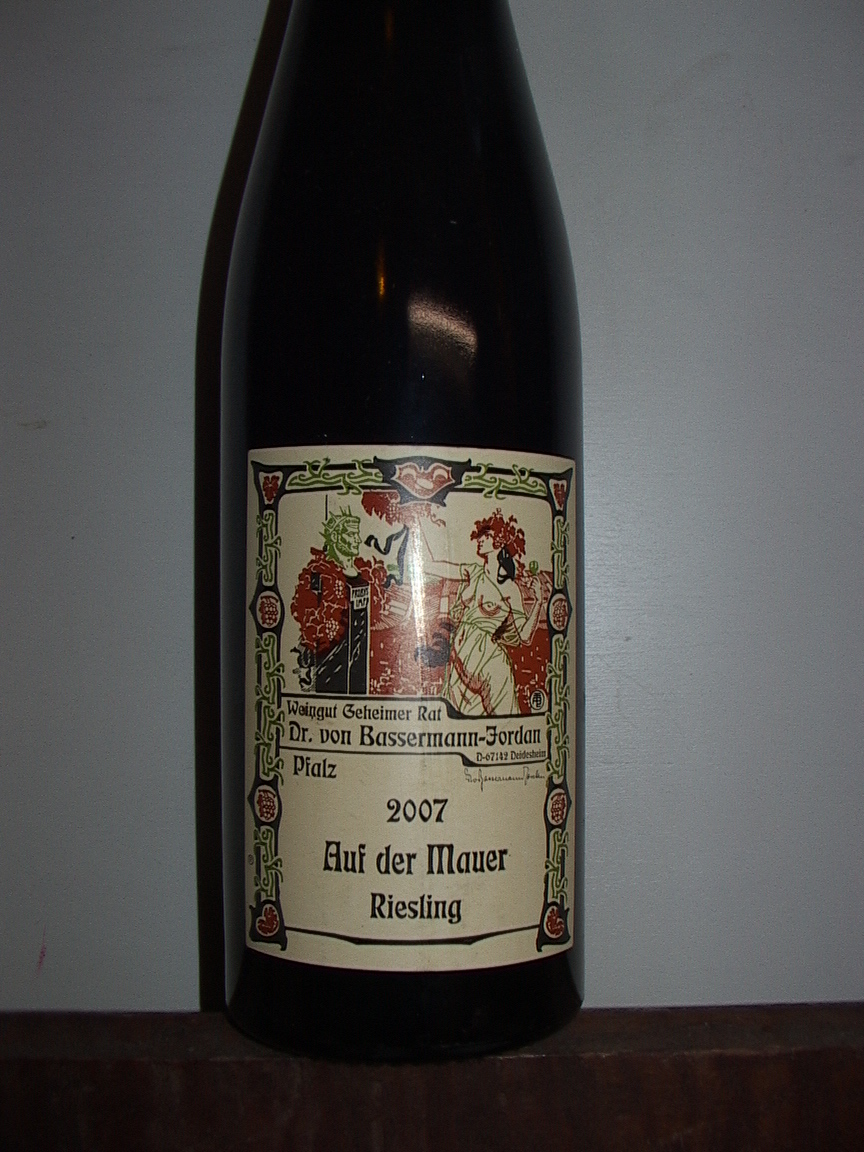 Weingut Geheimer Rat
Dr. von Bassermann-Jordan
D-67142 Deidesheim
Pfalz
2007
Auf der Mauer
Riesling